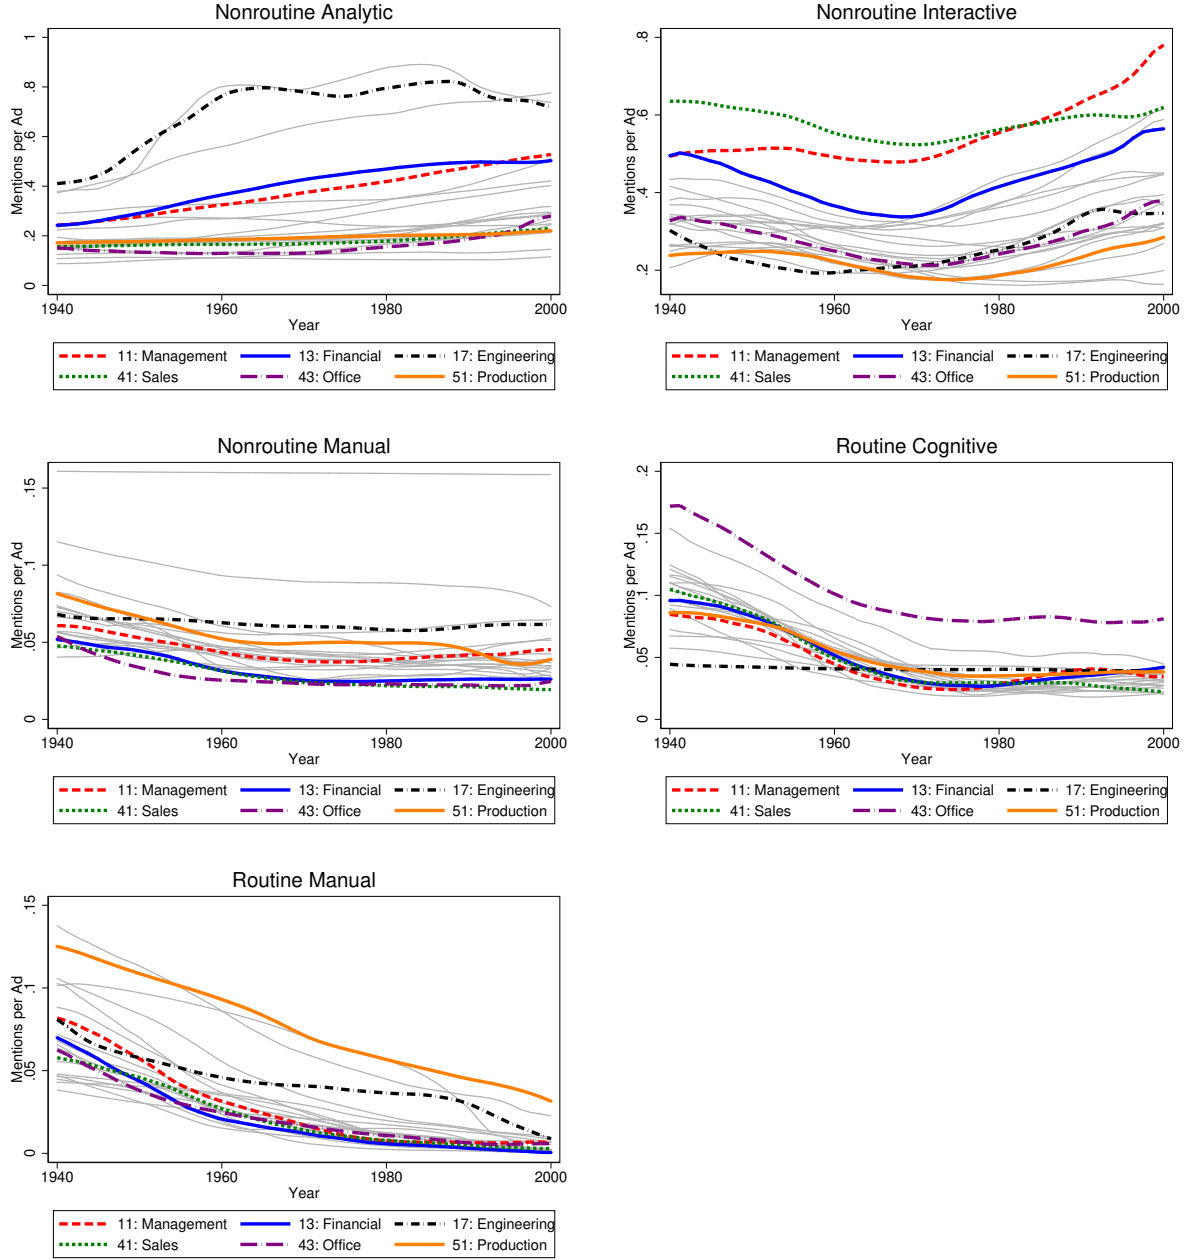 Nonroutine Analytic
Mentions per Ad
0 .2 .4 .6 .8 1
1940 1960 1980 2000
Year
11: Management 13: Financial 17: Engineering
41: Sales 43: Office 51: Production
Nonroutine Interactive
Mentions per Ad
.2 .4 .6 .8
1940 1960 1980 2000
Year
11: Management 13: Financial 17: Engineering
41: Sales 43: Office 51: Production
Nonroutine Manual
Mentions per Ad
0 .05 .1 .15
1940 1960 1980 2000
Year
11: Management 13: Financial 17: Engineering
41: Sales 43: Office 51: Production
Routine Cognitive
Mentions per Ad
0 .05 .1 .15 .2
1940 1960 1980 2000
Year
11: Management 13: Financial 17: Engineering
41: Sales 43: Office 51: Production
Routine Manual
Mentions per Ad
0 .05 .1 .15
1940 1960 1980 2000
Year
11: Management 13: Financial 17: Engineering
41: Sales 43: Office 51: Production